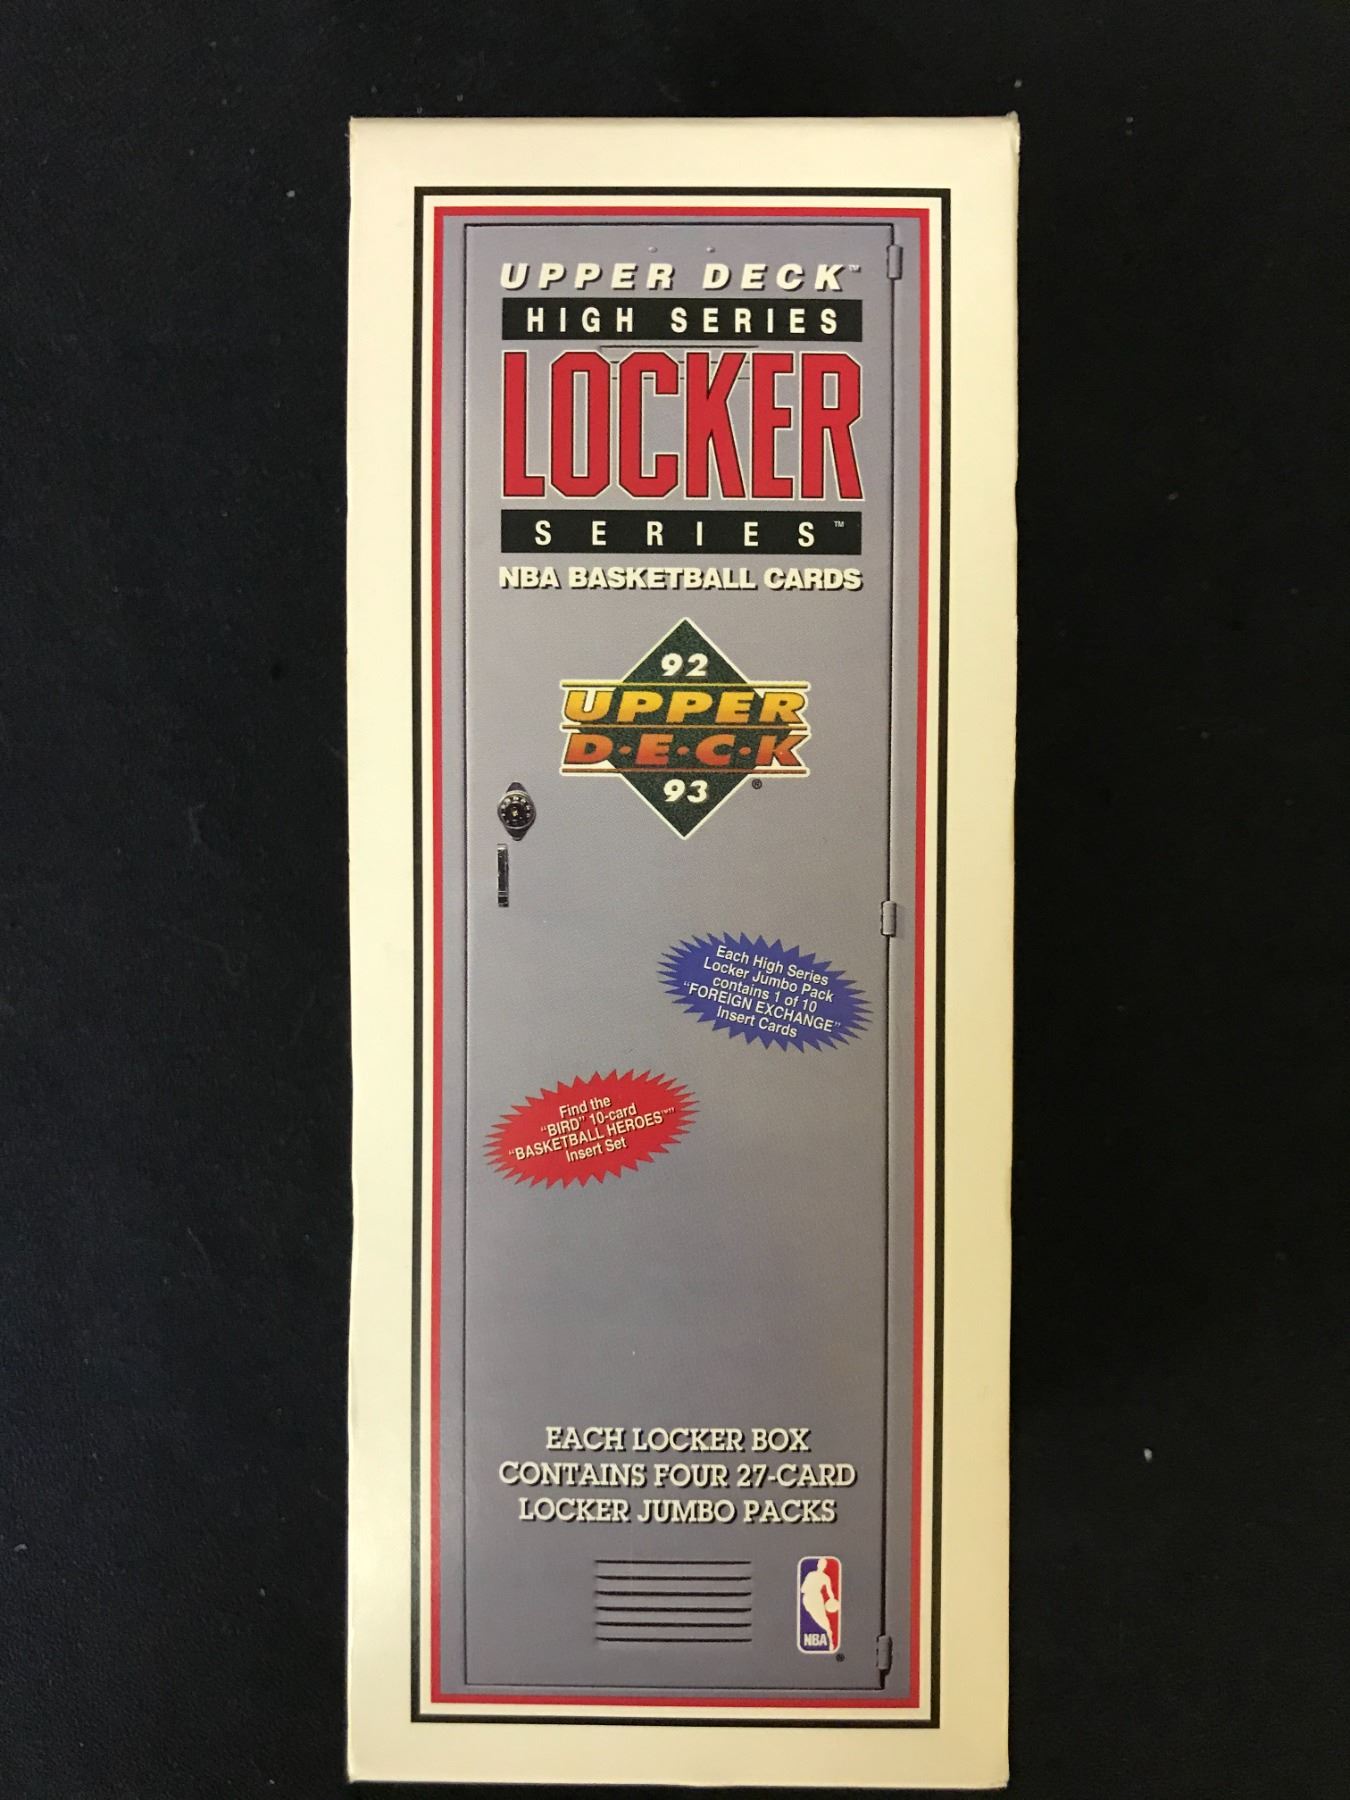 UPPER DECK™
HIGH SERIES
LOCKER
SERIES™
NBA BASKETBALL CARDS
92
UPPER
D·E·C·K
93
®
Each High Series
Locker Jumbo Pack
contains 1 of 10
"FOREIGN EXCHANGE"
Insert Cards
Find the
"BIRD" 10-card
"BASKETBALL HEROES™"
Insert Set
EACH LOCKER BOX
CONTAINS FOUR 27-CARD
LOCKER JUMBO PACKS
NBA
®